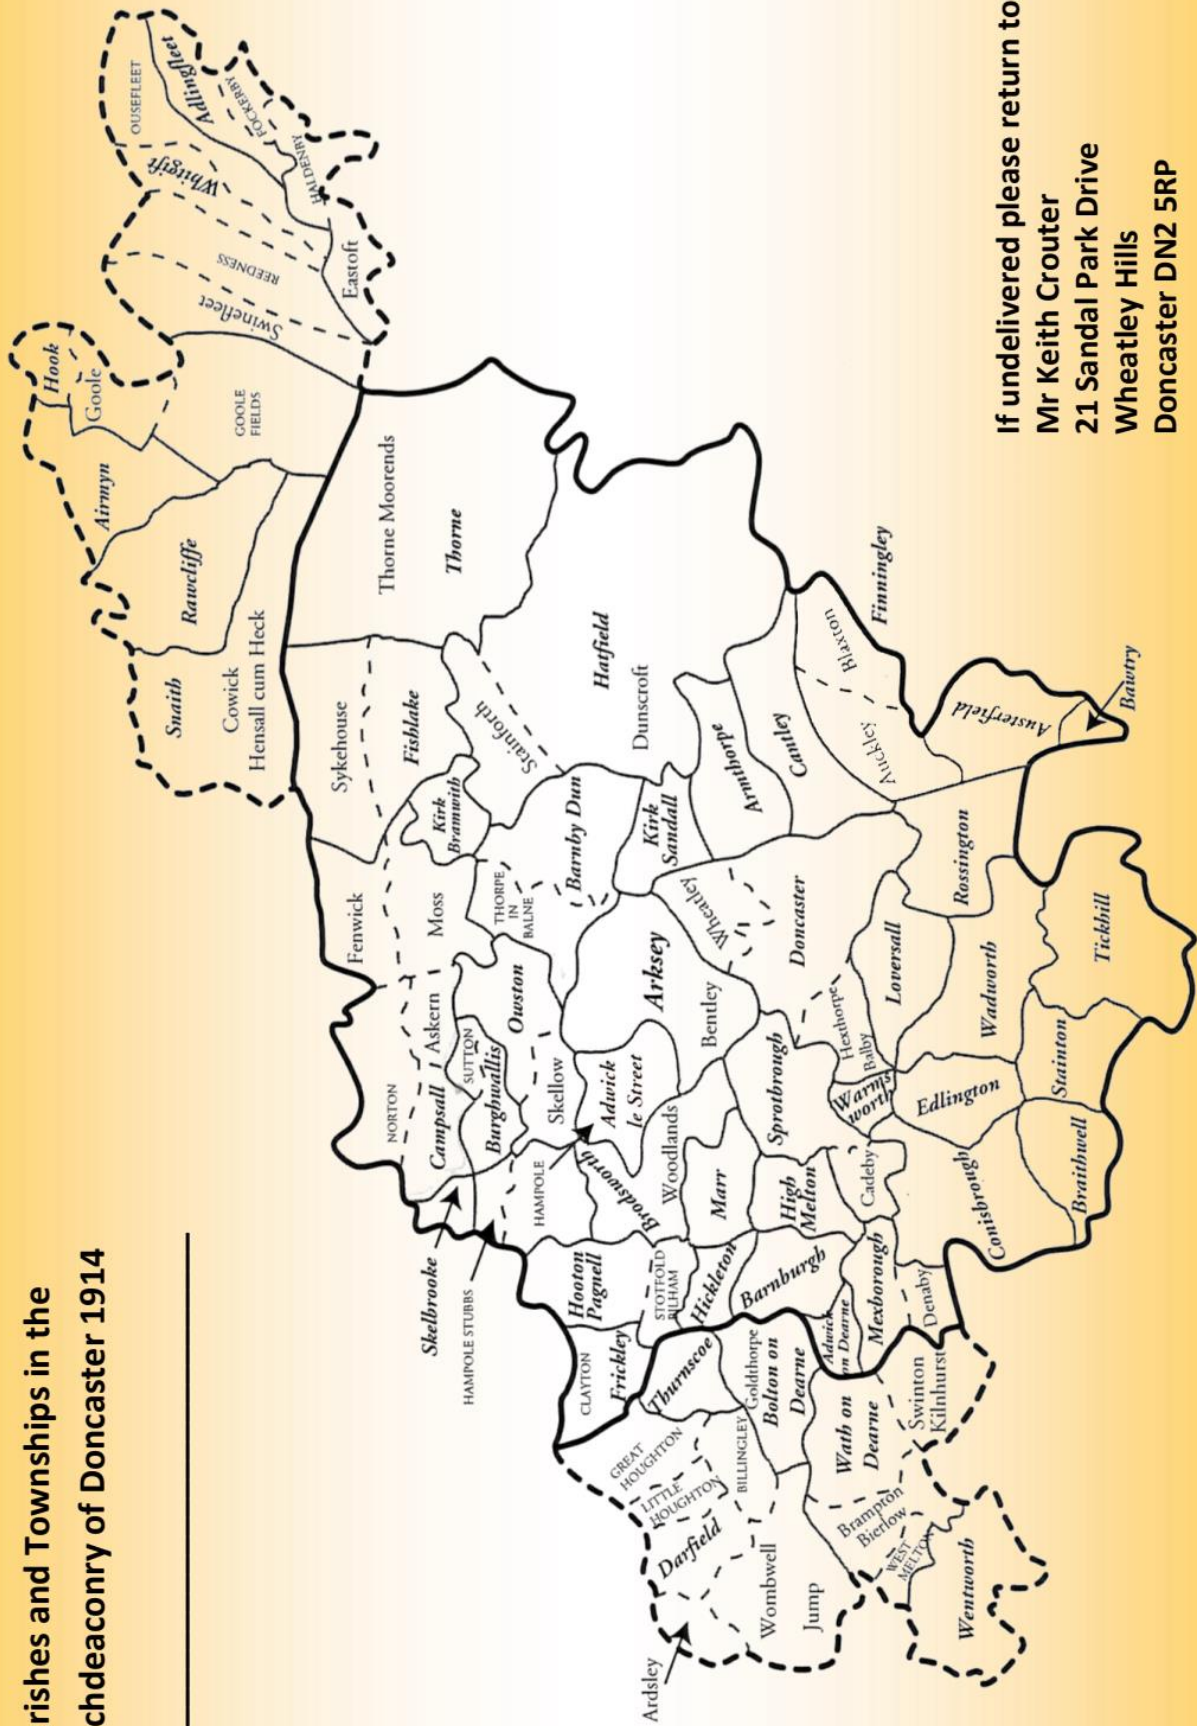 rishes and Townships in the
chdeaconry of Doncaster 1914
Hook
Goole
Airmyn
GOOLE
FIELDS
Rawcliffe
Snaith
Cowick
Hensall cum Heck
OUSEFLEET
Adlingfleet
FOCKERBY
HALDENBY
Whitgift
REEDNESS
Swinefleet
Eastoft
Thorne Moorends
Thorne
Sykehouse
Fishlake
Stainforth
Hatfield
Dunscroft
Fenwick
Moss
Kirk
Bramwith
THORPE
IN
BALNE
Barnby Dun
Kirk
Sandall
Armthorpe
Cantley
Blaxton
Finningley
Auckley
Austerfield
Bawtry
NORTON
Askern
Campsall
SUTTON
Burghwallis
Owston
Skellow
Skelbrooke
HAMPOLE STUBBS
HAMPOLE
Adwick
le Street
Arksey
Bentley
Wheatley
Doncaster
Hexthorpe
Balby
Loversall
Rossington
Wadworth
Tickhill
Brodsworth
Woodlands
Marr
Sprotbrough
Warms
worth
Edlington
Stainton
Braithwell
Conisbrough
High
Melton
Cadeby
Hooton
Pagnell
STOTFOLD
BILHAM
Hickleton
Barnburgh
Mexborough
Denaby
CLAYTON
Frickley
Thurnscoe
Goldthorpe
Bolton on
Dearne
Adwick
on Dearne
Wath on
Dearne
Swinton
Kilnhurst
GREAT
HOUGHTON
LITTLE
HOUGHTON
BILLINGLEY
Darfield
Ardsley
Wombwell
Jump
Brampton
Bierlow
WEST
MELTON
Wentworth
If undelivered please return to
Mr Keith Crouter
21 Sandal Park Drive
Wheatley Hills
Doncaster DN2 5RP